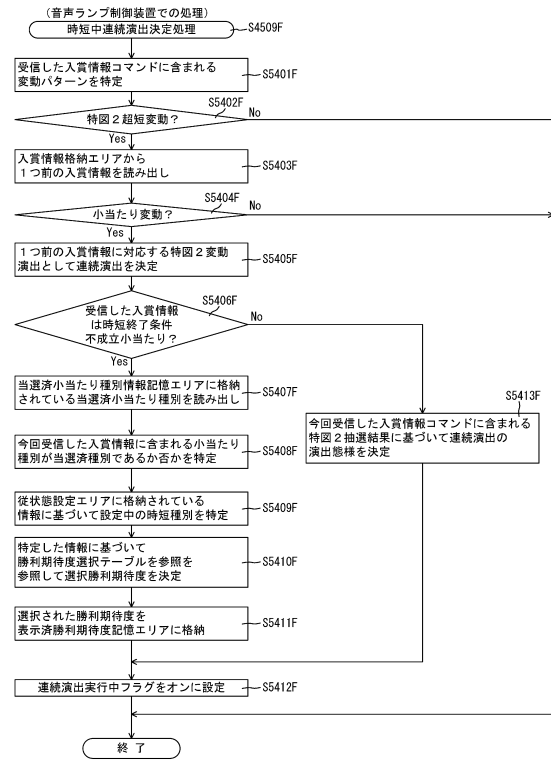 （音声ランプ制御装置での処理）
時短中連続演出決定処理
S4509F
受信した入賞情報コマンドに含まれる
変動パターンを特定
S5401F
S5402F
特図２超短変動？
No
Yes
入賞情報格納エリアから
１つ前の入賞情報を読み出し
S5403F
S5404F
小当たり変動？
No
Yes
１つ前の入賞情報に対応する特図２変動
演出として連続演出を決定
S5405F
S5406F
受信した入賞情報
は時短終了条件
不成立小当たり？
No
Yes
当選済小当たり種別情報記憶エリアに格納
されている当選済小当たり種別を読み出し
S5407F
S5413F
今回受信した入賞情報コマンドに含まれる
特図２抽選結果に基づいて連続演出の
演出態様を決定
今回受信した入賞情報に含まれる小当たり
種別が当選済種別であるか否かを特定
S5408F
従状態設定エリアに格納されている
情報に基づいて設定中の時短種別を特定
S5409F
特定した情報に基づいて
勝利期待度選択テーブルを参照を
参照して選択勝利期待度を決定
S5410F
選択された勝利期待度を
表示済勝利期待度記憶エリアに格納
S5411F
連続演出実行中フラグをオンに設定
S5412F
終了